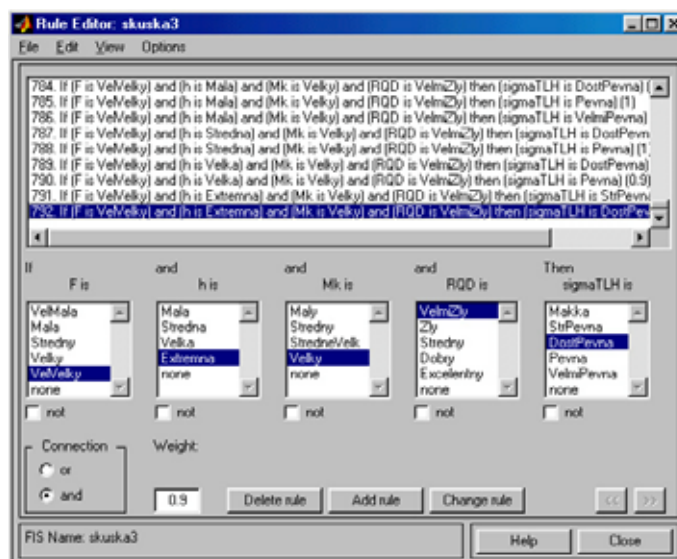 Rule Editor: skuska3
File Edit View Options
784. If (F is VelVelky) and (h is Mala) and (Mk is Velky) and (RQD is VelmiZly) then (sigmaTLH is DostPevna) (
785. If (F is VelVelky) and (h is Mala) and (Mk is Velky) and (RQD is VelmiZly) then (sigmaTLH is Pevna) (1)
786. If (F is VelVelky) and (h is Mala) and (Mk is Velky) and (RQD is VelmiZly) then (sigmaTLH is VelmiPevna)
787. If (F is VelVelky) and (h is Stredna) and (Mk is Velky) and (RQD is VelmiZly) then (sigmaTLH is DostPevn
788. If (F is VelVelky) and (h is Stredna) and (Mk is Velky) and (RQD is VelmiZly) then (sigmaTLH is Pevna) (1
789. If (F is VelVelky) and (h is Velka) and (Mk is Velky) and (RQD is VelmiZly) then (sigmaTLH is DostPevna)
790. If (F is VelVelky) and (h is Velka) and (Mk is Velky) and (RQD is VelmiZly) then (sigmaTLH is Pevna) (0.9)
791. If (F is VelVelky) and (h is Extremna) and (Mk is Velky) and (RQD is VelmiZly) then (sigmaTLH is StrPevna
792. If (F is VelVelky) and (h is Extremna) and (Mk is Velky) and (RQD is VelmiZly) then (sigmaTLH is DostPev
If and and and Then
F is h is Mk is RQD is sigmaTLH is
VelMala Mala Maly VelmiZly Makka
Mala Stredna Stredny Zly StrPevna
Stredny Velka StredneVelk Stredny DostPevna
Velky Extremna Velky Dobry Pevna
VelVelky none none Excelentny VelmiPevna
none none none
not not not not not
Connection Weight:
or
and 0.9 Delete rule Add rule Change rule << >>
FIS Name: skuska3 Help Close